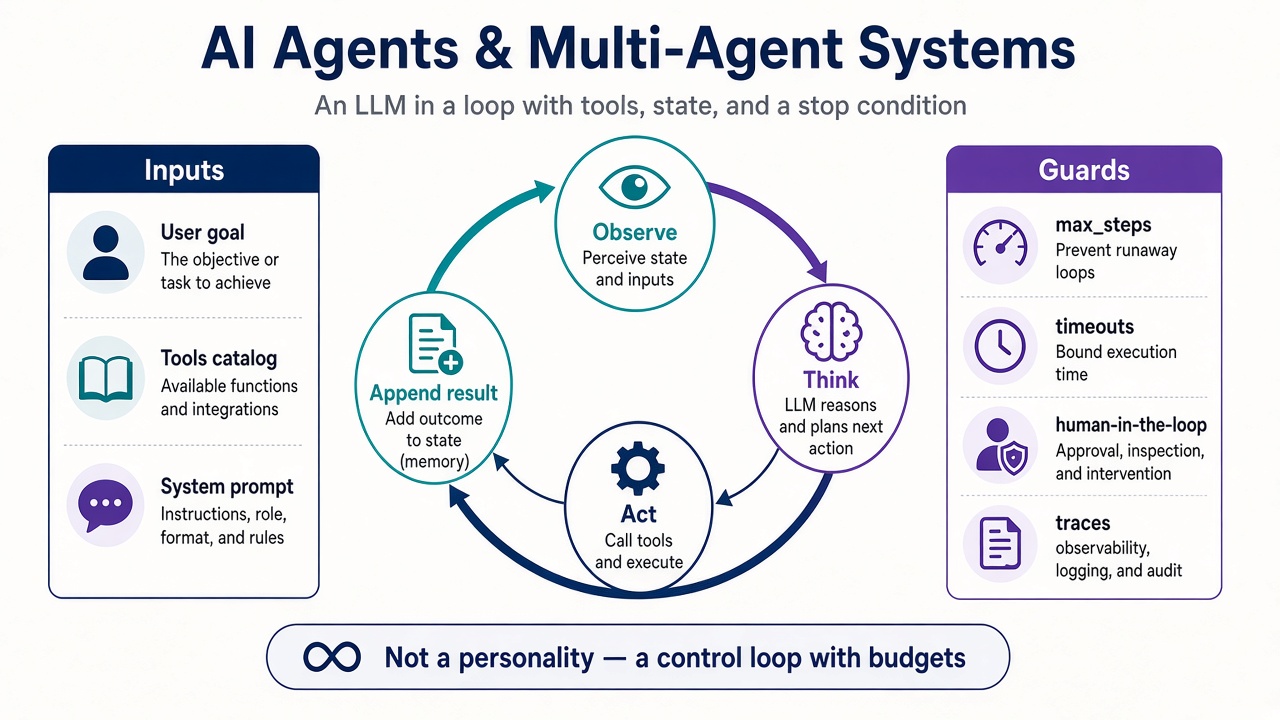 AI Agents & Multi-Agent Systems
An LLM in a loop with tools, state, and a stop condition
Inputs
User goal
The objective or
task to achieve
Tools catalog
Available functions
and integrations
System prompt
Instructions, role,
format, and rules
Observe
Perceive state
and inputs
Think
LLM reasons
and plans next
action
Act
Call tools
and execute
Append result
Add outcome
to state
(memory)
Guards
max_steps
Prevent runaway
loops
timeouts
Bound execution
time
human-in-the-loop
Approval, inspection,
and intervention
traces
observability,
logging, and audit
Not a personality — a control loop with budgets